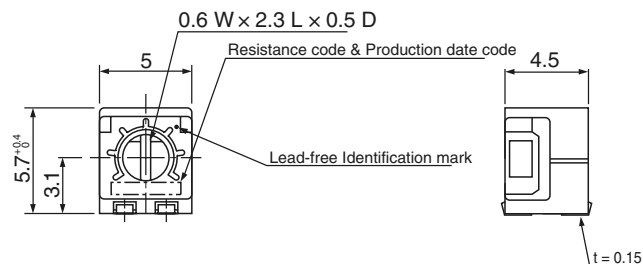 0.6 W × 2.3 L × 0.5 D
Resistance code & Production date code
5
4.5
5.7 +0.4 0
3.1
Lead-free Identification mark
t = 0.15